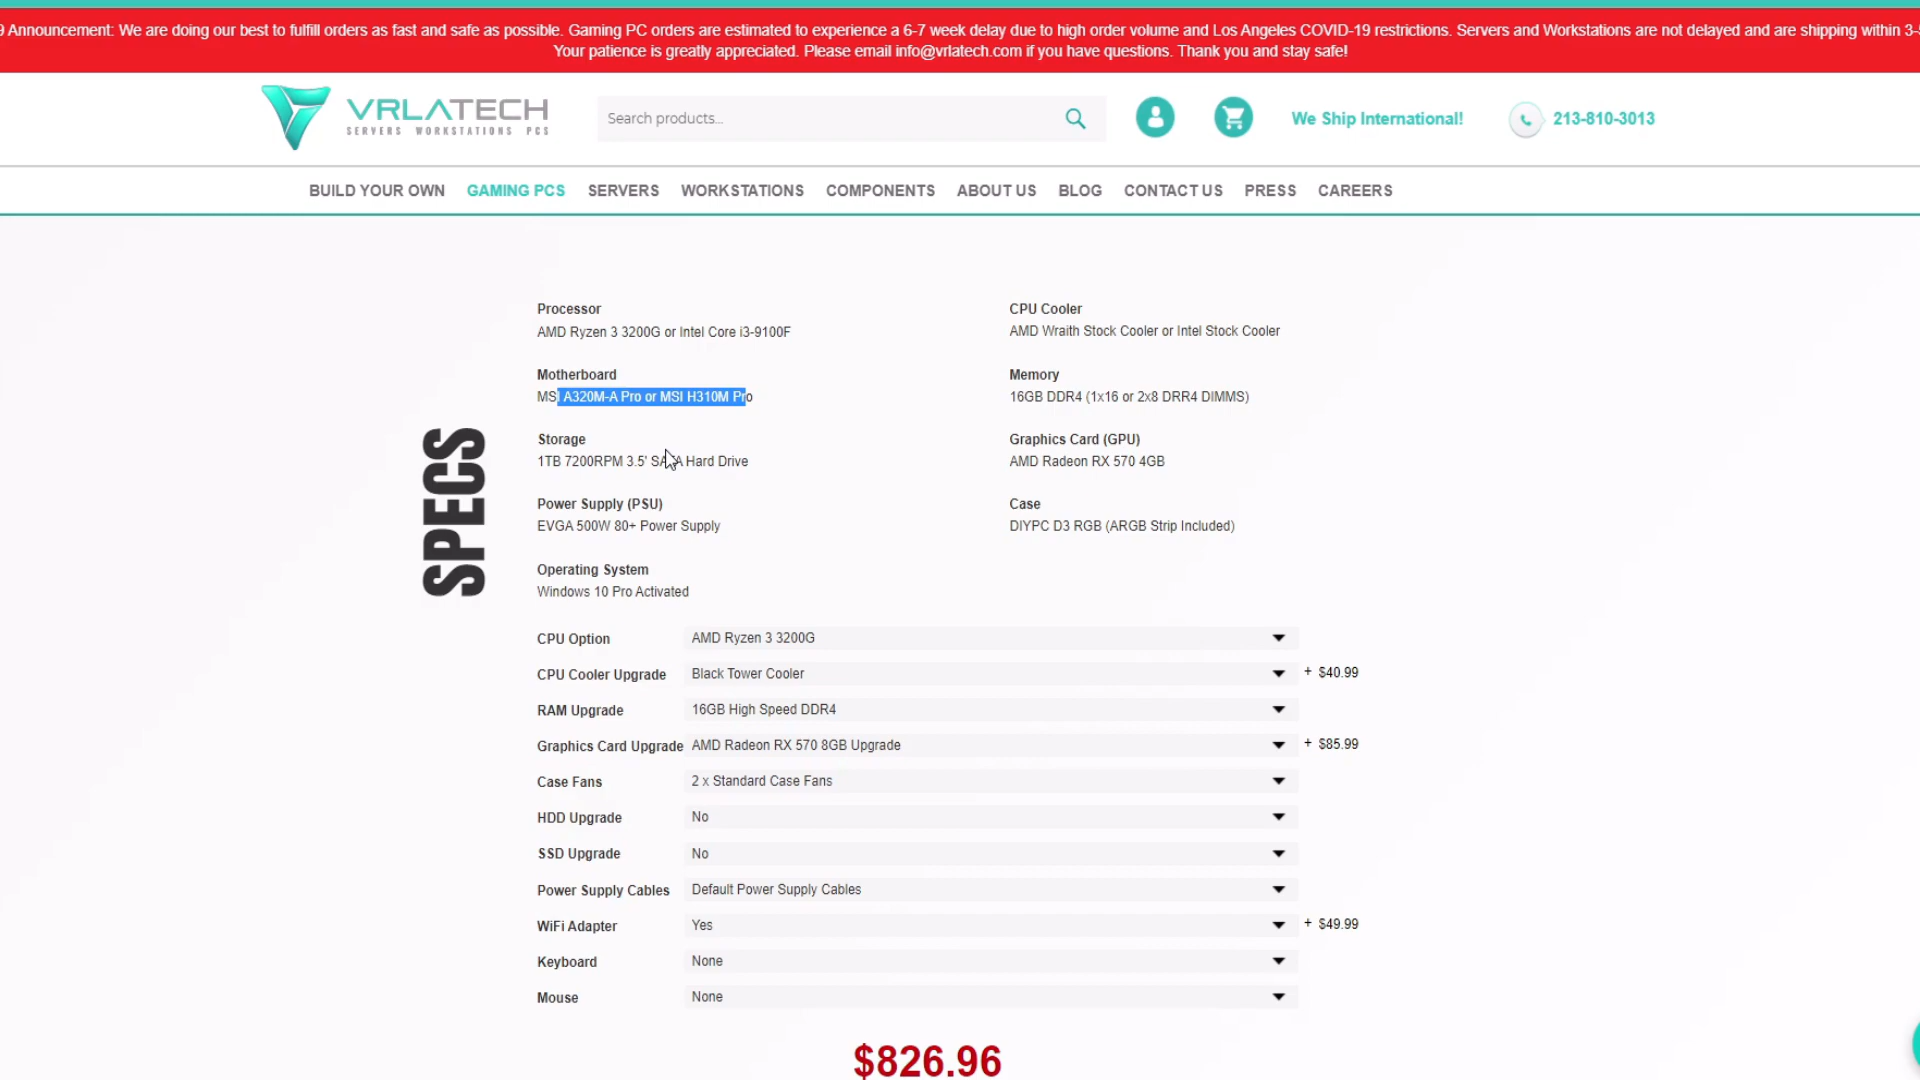 9 Announcement: We are doing our best to fulfill orders as fast and safe as possible. Gaming PC orders are estimated to experience a 6-7 week delay due to high order volume and Los Angeles COVID-19 restrictions. Servers and Workstations are not delayed and are shipping within 3-
Your patience is greatly appreciated. Please email info@vrlatech.com if you have questions. Thank you and stay safe!
VRLATECH
SERVERS WORKSTATIONS PCS
Search products...
We Ship International!
213-810-3013
BUILD YOUR OWN GAMING PCS SERVERS WORKSTATIONS COMPONENTS ABOUT US BLOG CONTACT US PRESS CAREERS
SPECS
Processor
AMD Ryzen 3 3200G or Intel Core i3-9100F
CPU Cooler
AMD Wraith Stock Cooler or Intel Stock Cooler
Motherboard
MSI A320M-A Pro or MSI H310M Pro
Memory
16GB DDR4 (1x16 or 2x8 DRR4 DIMMS)
Storage
1TB 7200RPM 3.5' SATA Hard Drive
Graphics Card (GPU)
AMD Radeon RX 570 4GB
Power Supply (PSU)
EVGA 500W 80+ Power Supply
Case
DIYPC D3 RGB (ARGB Strip Included)
Operating System
Windows 10 Pro Activated
CPU Option AMD Ryzen 3 3200G
CPU Cooler Upgrade Black Tower Cooler + $40.99
RAM Upgrade 16GB High Speed DDR4
Graphics Card Upgrade AMD Radeon RX 570 8GB Upgrade + $85.99
Case Fans 2 x Standard Case Fans
HDD Upgrade No
SSD Upgrade No
Power Supply Cables Default Power Supply Cables
WiFi Adapter Yes + $49.99
Keyboard None
Mouse None
$826.96